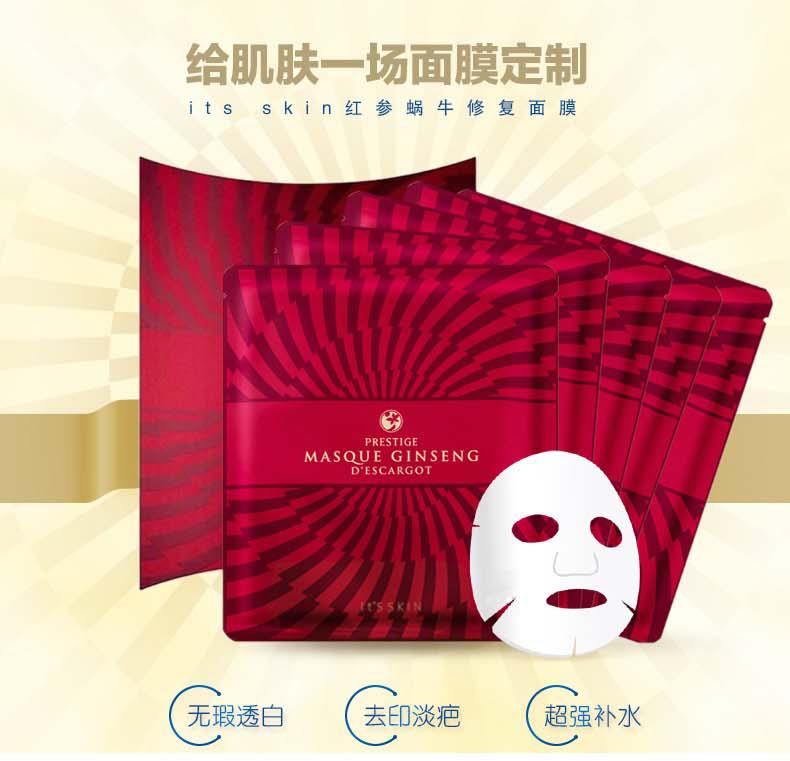 给肌肤一场面膜定制
its skin红参蜗牛修复面膜
PRESTIGE
MASQUE GINSENG
D'ESCARGOT
It'S SKIN
无瑕透白
去印淡疤
超强补水